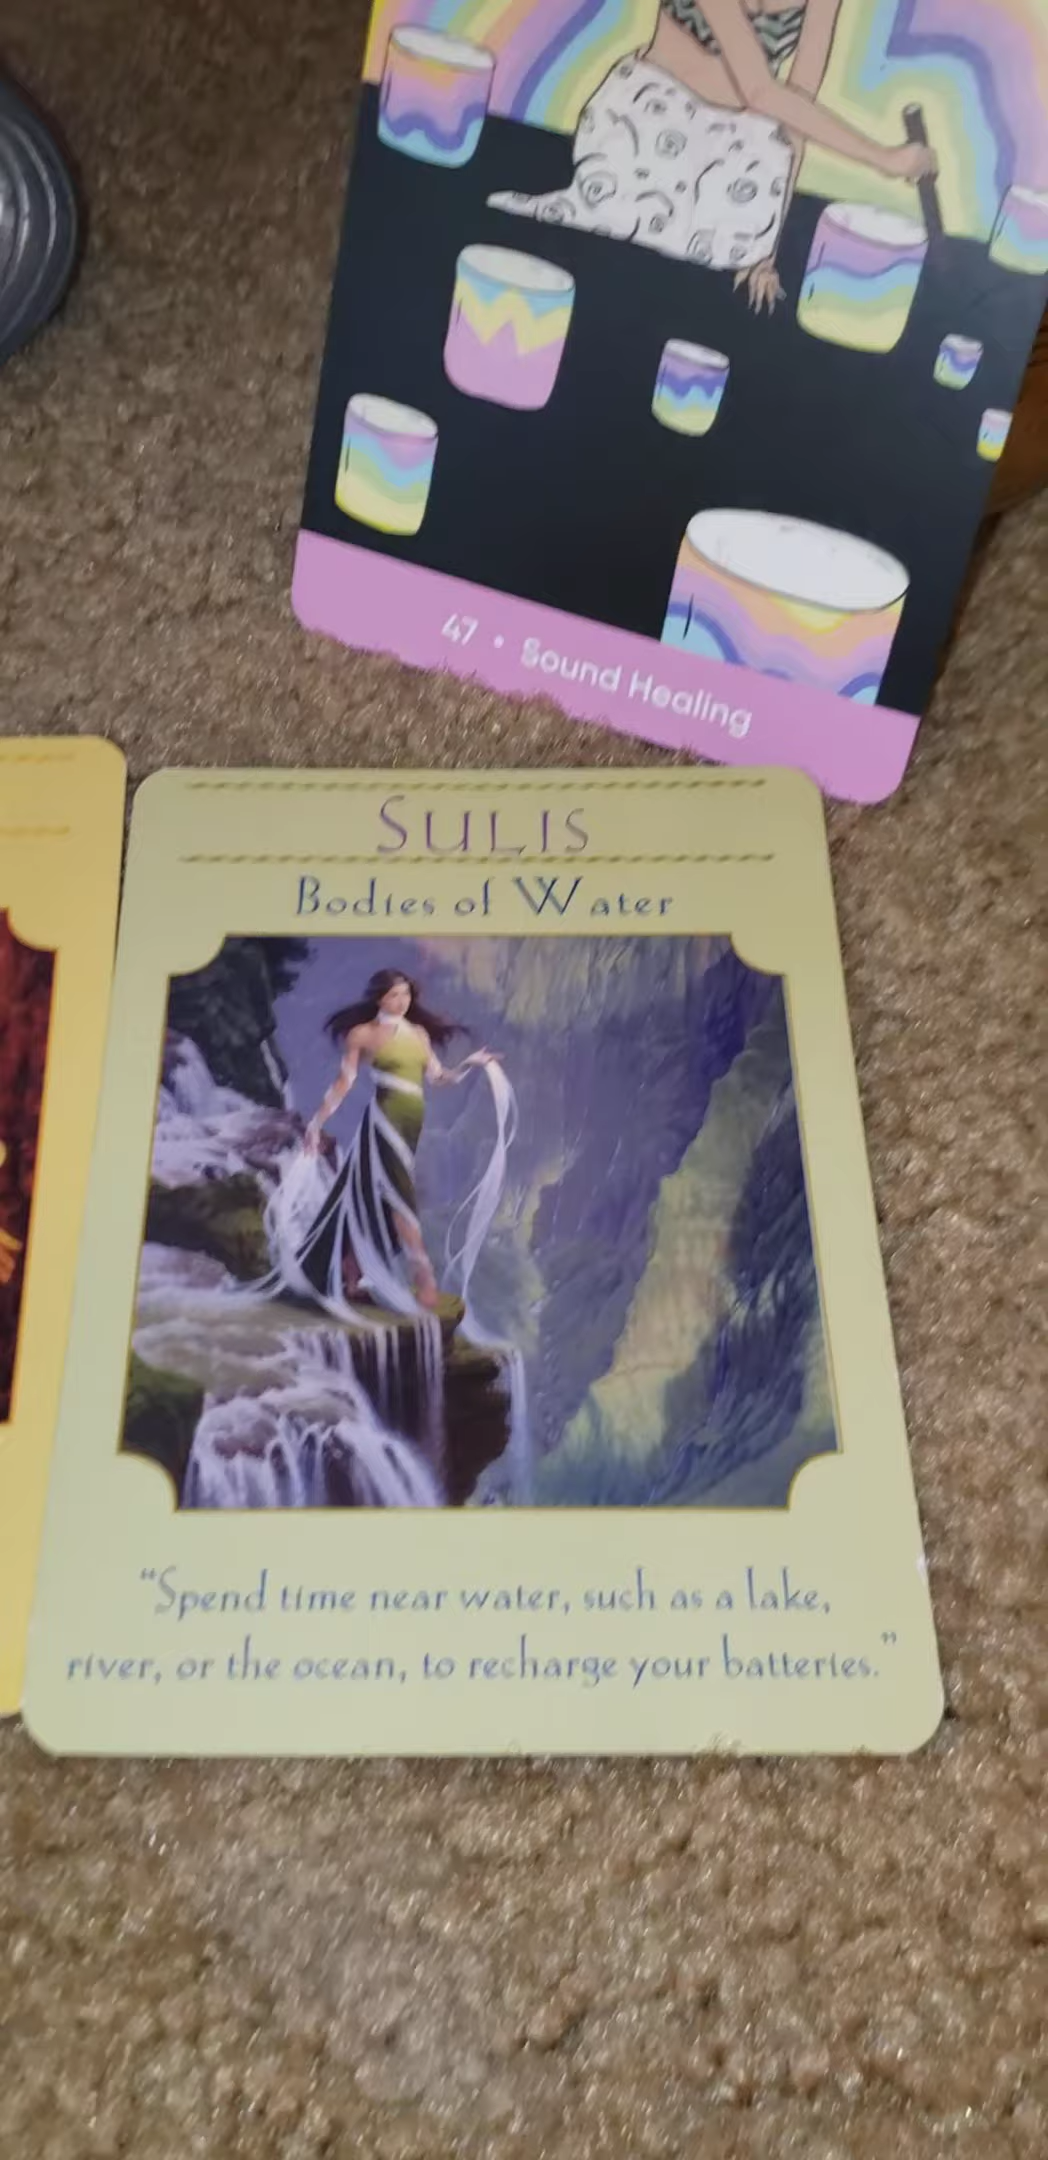 47 • Sound Healing
SULIS
Bodies of Water
“Spend time near water, such as a lake,
river, or the ocean, to recharge your batteries.”